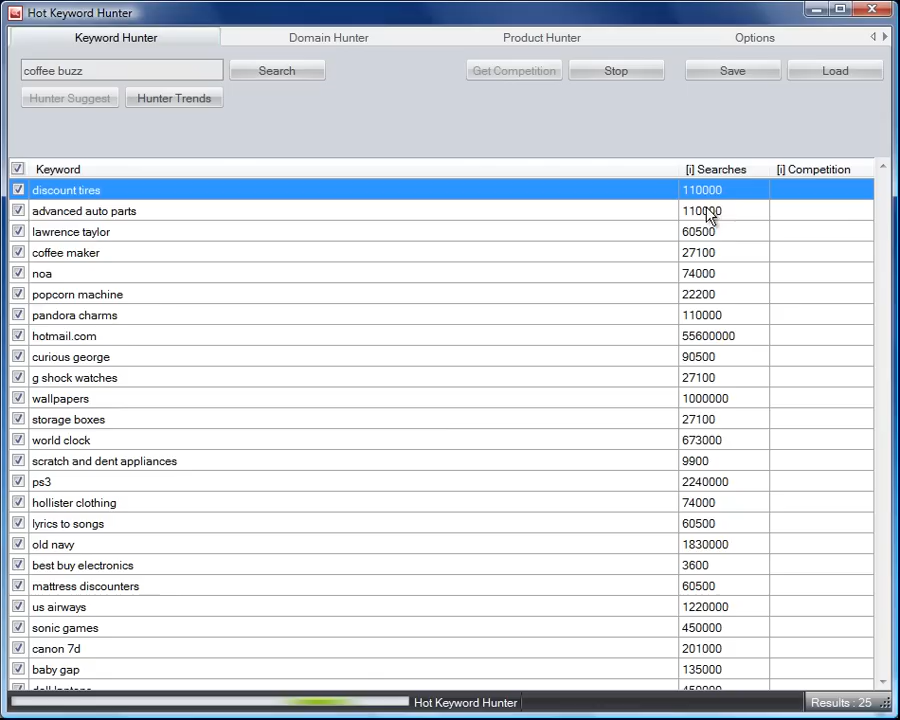 Hot Keyword Hunter
Keyword Hunter Domain Hunter Product Hunter Options
coffee buzz Search Get Competition Stop Save Load
Hunter Suggest Hunter Trends
Keyword [i] Searches [i] Competition
discount tires 110000
advanced auto parts 110000
lawrence taylor 60500
coffee maker 27100
noa 74000
popcorn machine 22200
pandora charms 110000
hotmail.com 55600000
curious george 90500
g shock watches 27100
wallpapers 1000000
storage boxes 27100
world clock 673000
scratch and dent appliances 9900
ps3 2240000
hollister clothing 74000
lyrics to songs 60500
old navy 1830000
best buy electronics 3600
mattress discounters 60500
us airways 1220000
sonic games 450000
canon 7d 201000
baby gap 135000
Hot Keyword Hunter Results : 25